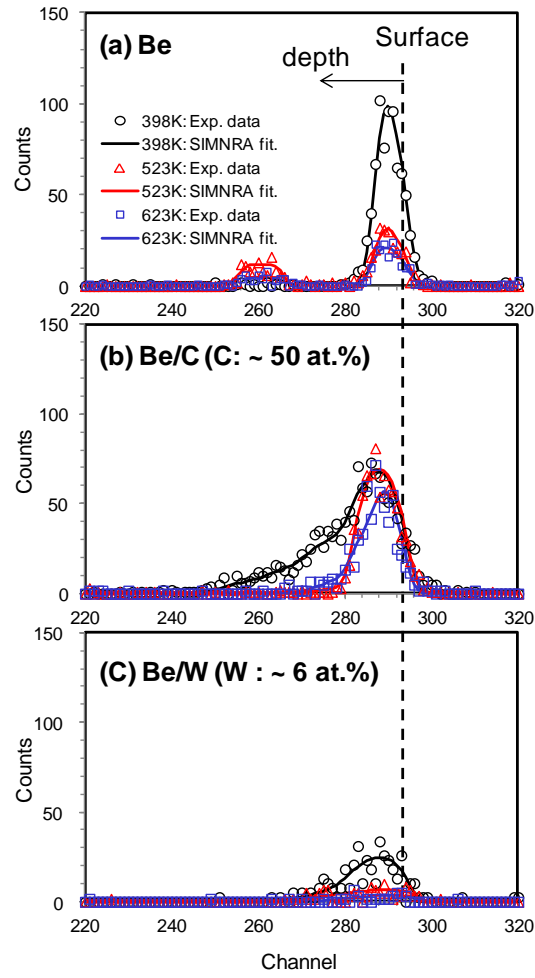 (a) Be
Surface
depth
398K: Exp. data
398K: SIMNRA fit.
523K: Exp. data
523K: SIMNRA fit.
623K: Exp. data
623K: SIMNRA fit.
Counts
150
100
50
0
220 240 260 280 300 320
(b) Be/C (C: ~ 50 at.%)
Counts
150
100
50
0
220 240 260 280 300 320
(C) Be/W (W : ~ 6 at.%)
Counts
150
100
50
0
220 240 260 280 300 320
Channel